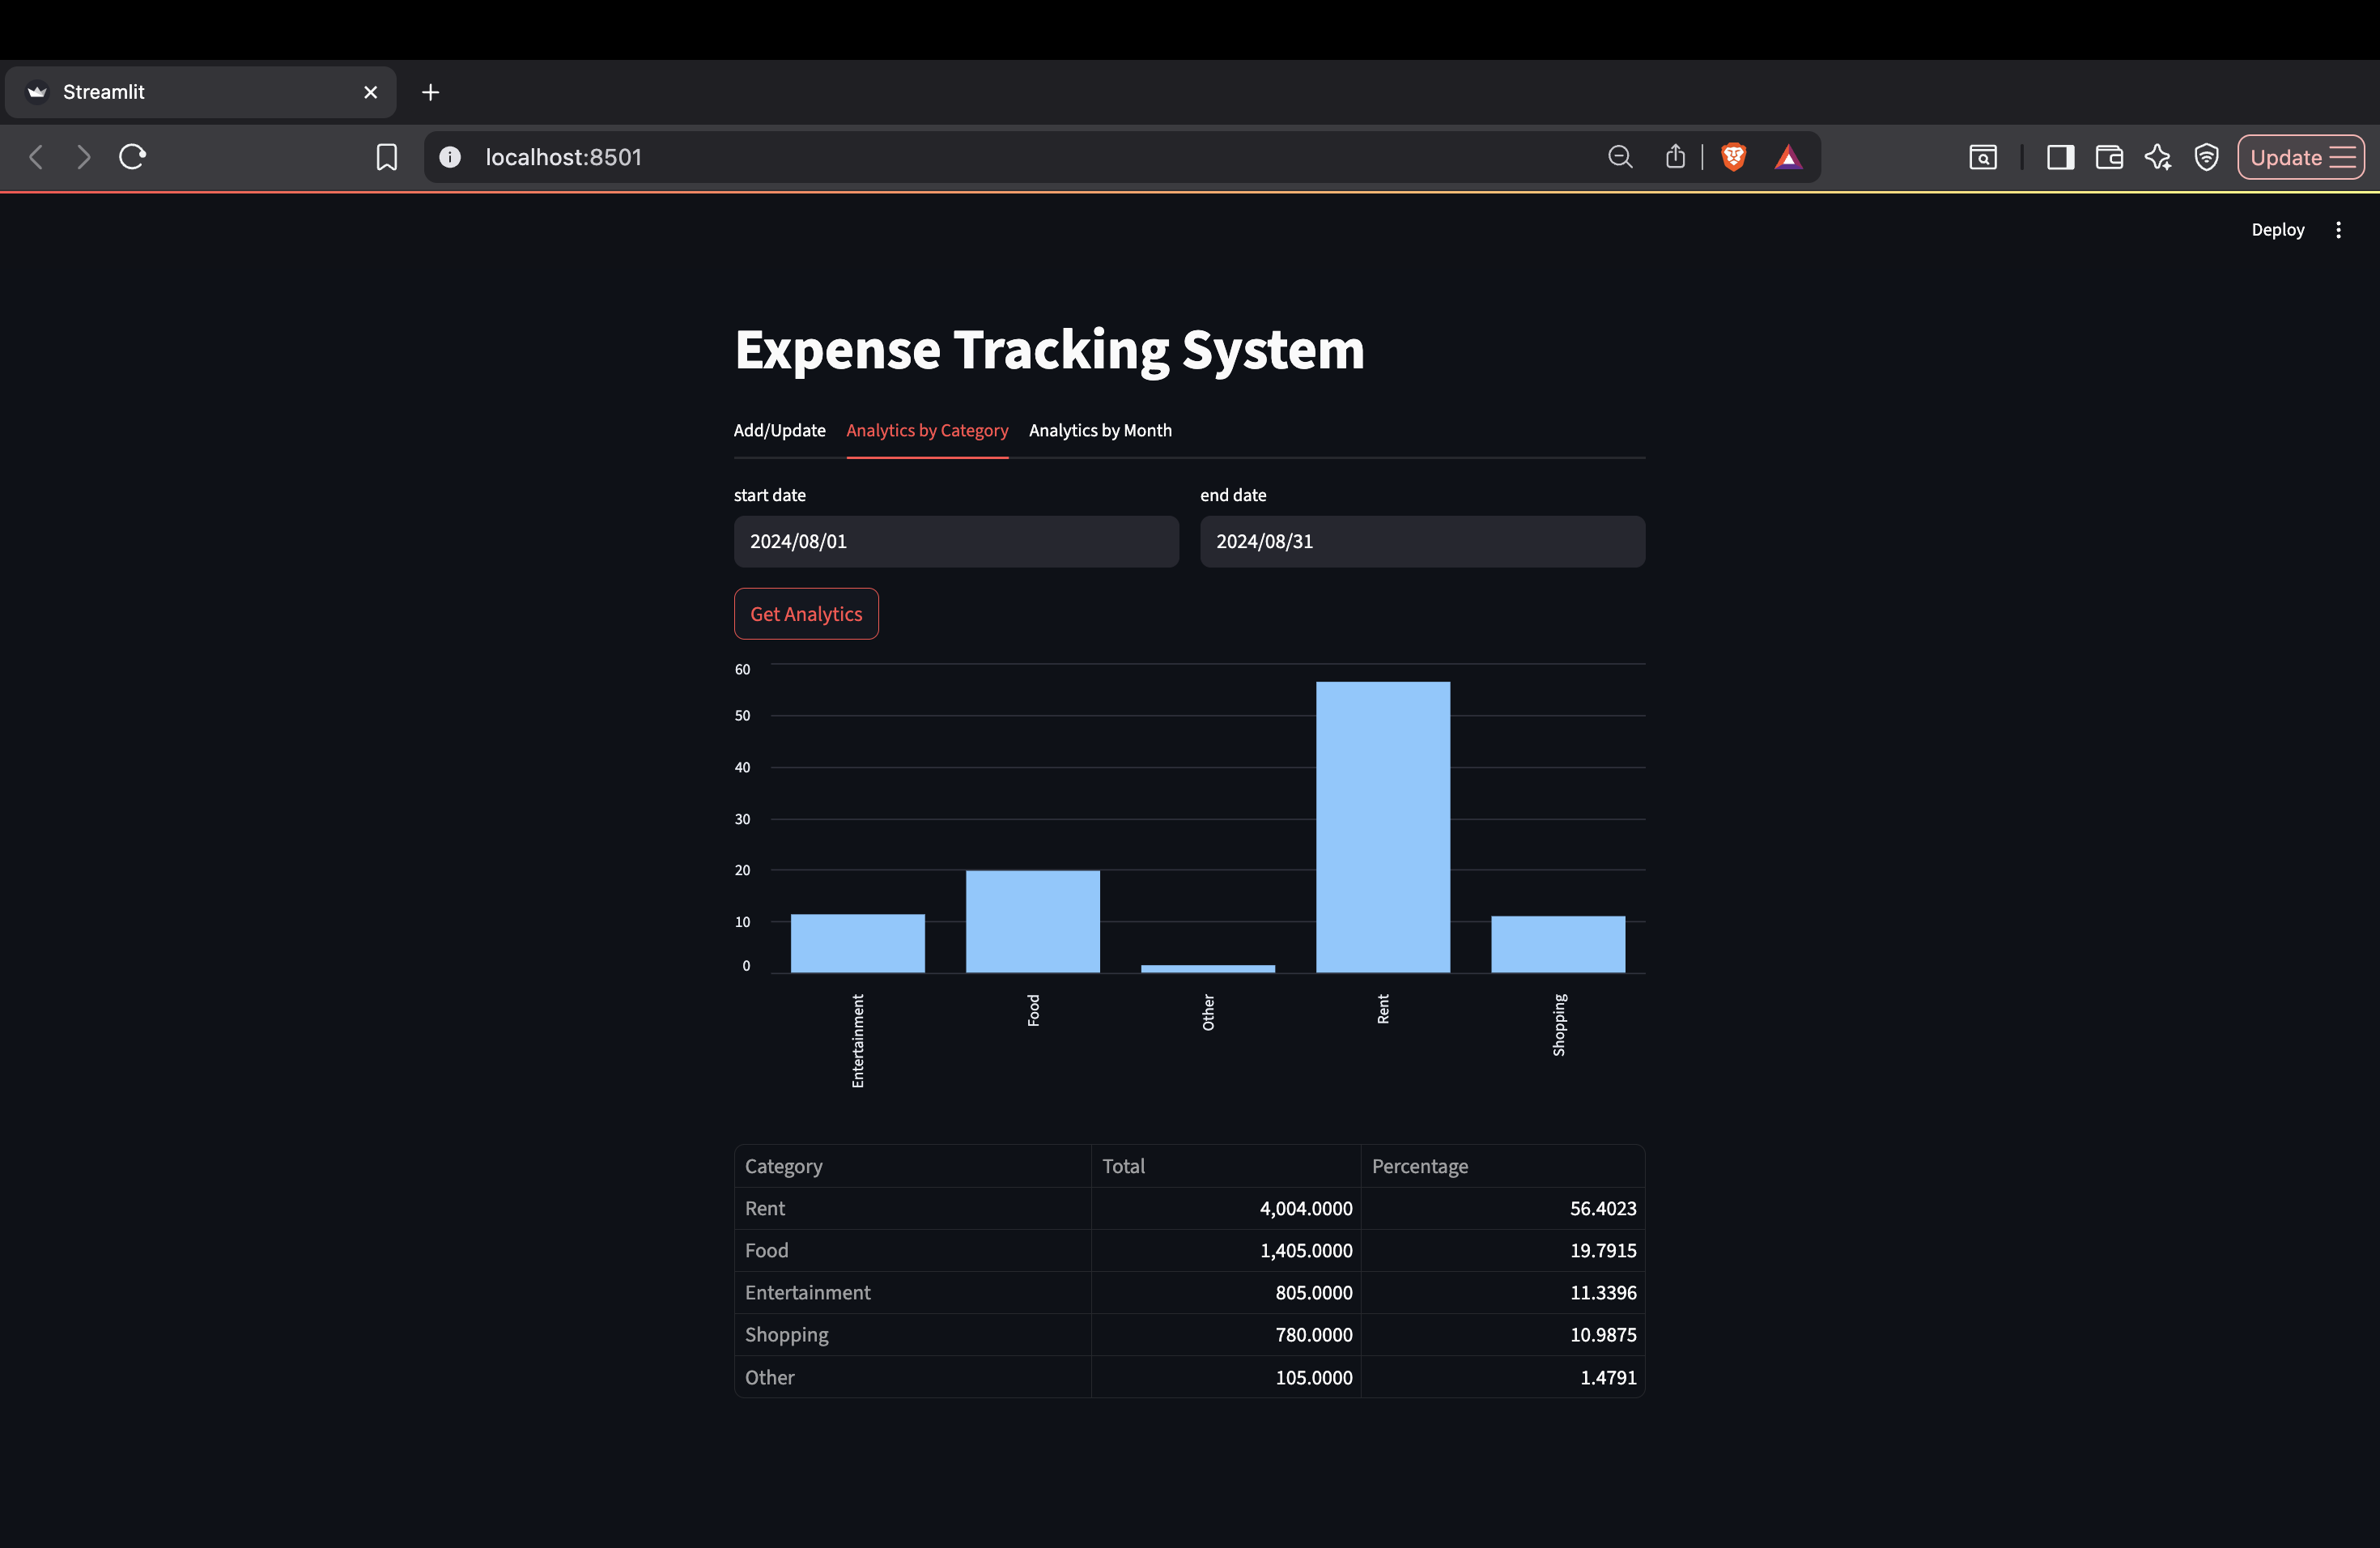 Streamlit
localhost:8501
Update
Deploy
Expense Tracking System
Add/Update Analytics by Category Analytics by Month
start date end date
2024/08/01 2024/08/31
Get Analytics
60
50
40
30
20
10
0
Entertainment Food Other Rent Shopping
Category Total Percentage
Rent 4,004.0000 56.4023
Food 1,405.0000 19.7915
Entertainment 805.0000 11.3396
Shopping 780.0000 10.9875
Other 105.0000 1.4791